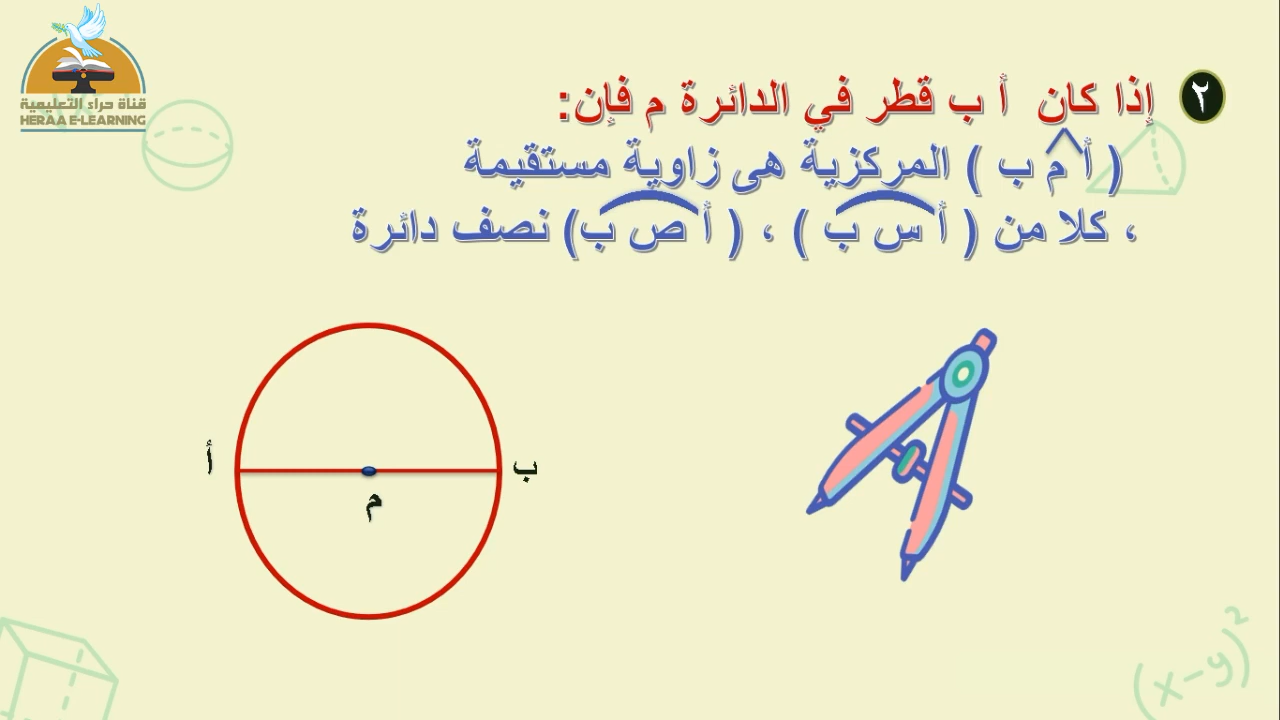 قناة حراء التعليمية
HERAA E-LEARNING
٢ إذا كان أ ب قطر في الدائرة م فإن:
( أ م ب ) المركزية هى زاوية مستقيمة
، كلا من ( أ س ب ) ، ( أ ص ب) نصف دائرة
أ
ب
م
(x-y)²